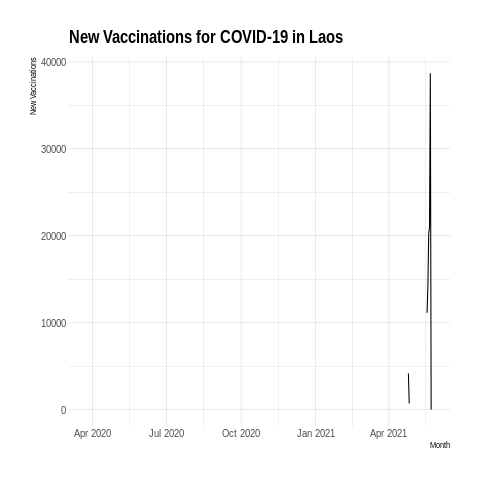 New Vaccinations for COVID-19 in Laos
New Vaccinations
40000
30000
20000
10000
0
Apr 2020 Jul 2020 Oct 2020 Jan 2021 Apr 2021
Month